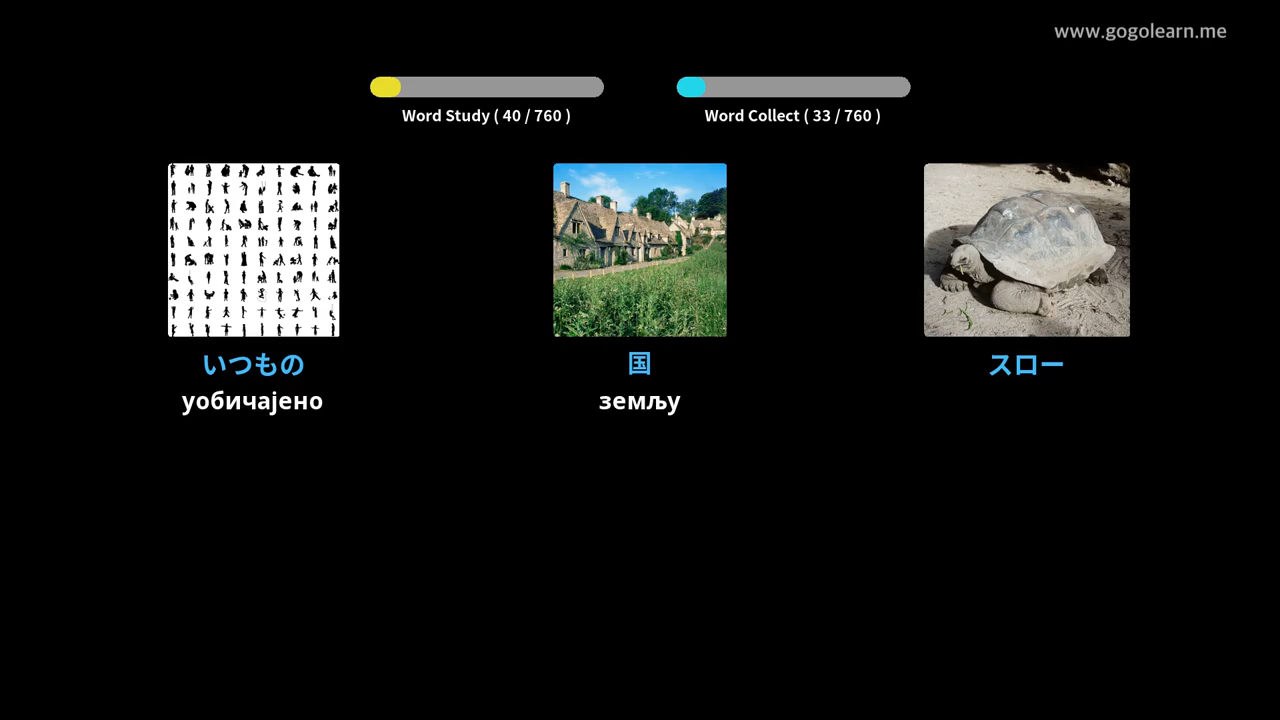 www.gogolearn.me
Word Study ( 40 / 760 )
Word Collect ( 33 / 760 )
いつもの
国
スロー
уобичајено
земљу